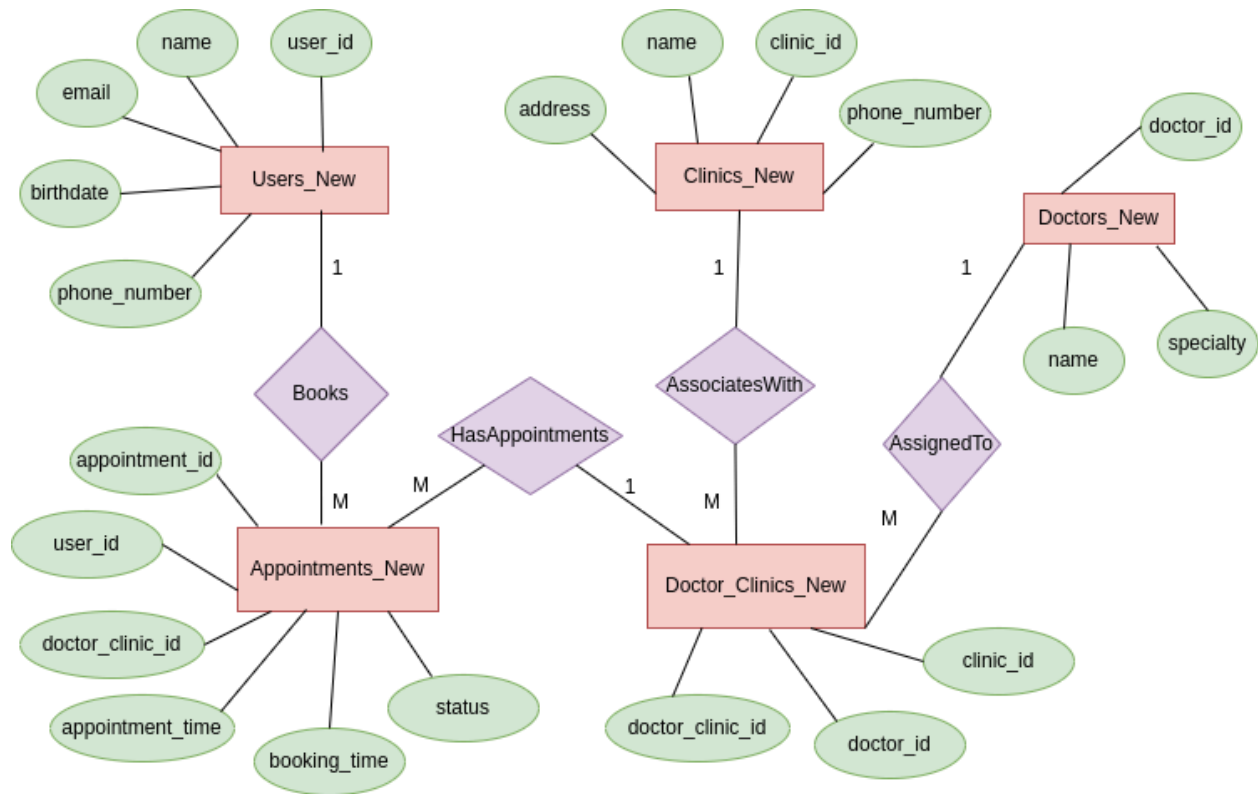 name
user_id
name
clinic_id
email
address
phone_number
doctor_id
Users_New
Clinics_New
birthdate
Doctors_New
phone_number
1
1
1
name
specialty
Books
AssociatesWith
HasAppointments
AssignedTo
appointment_id
M
M
1
M
M
user_id
Appointments_New
Doctor_Clinics_New
doctor_clinic_id
clinic_id
appointment_time
status
doctor_clinic_id
doctor_id
booking_time